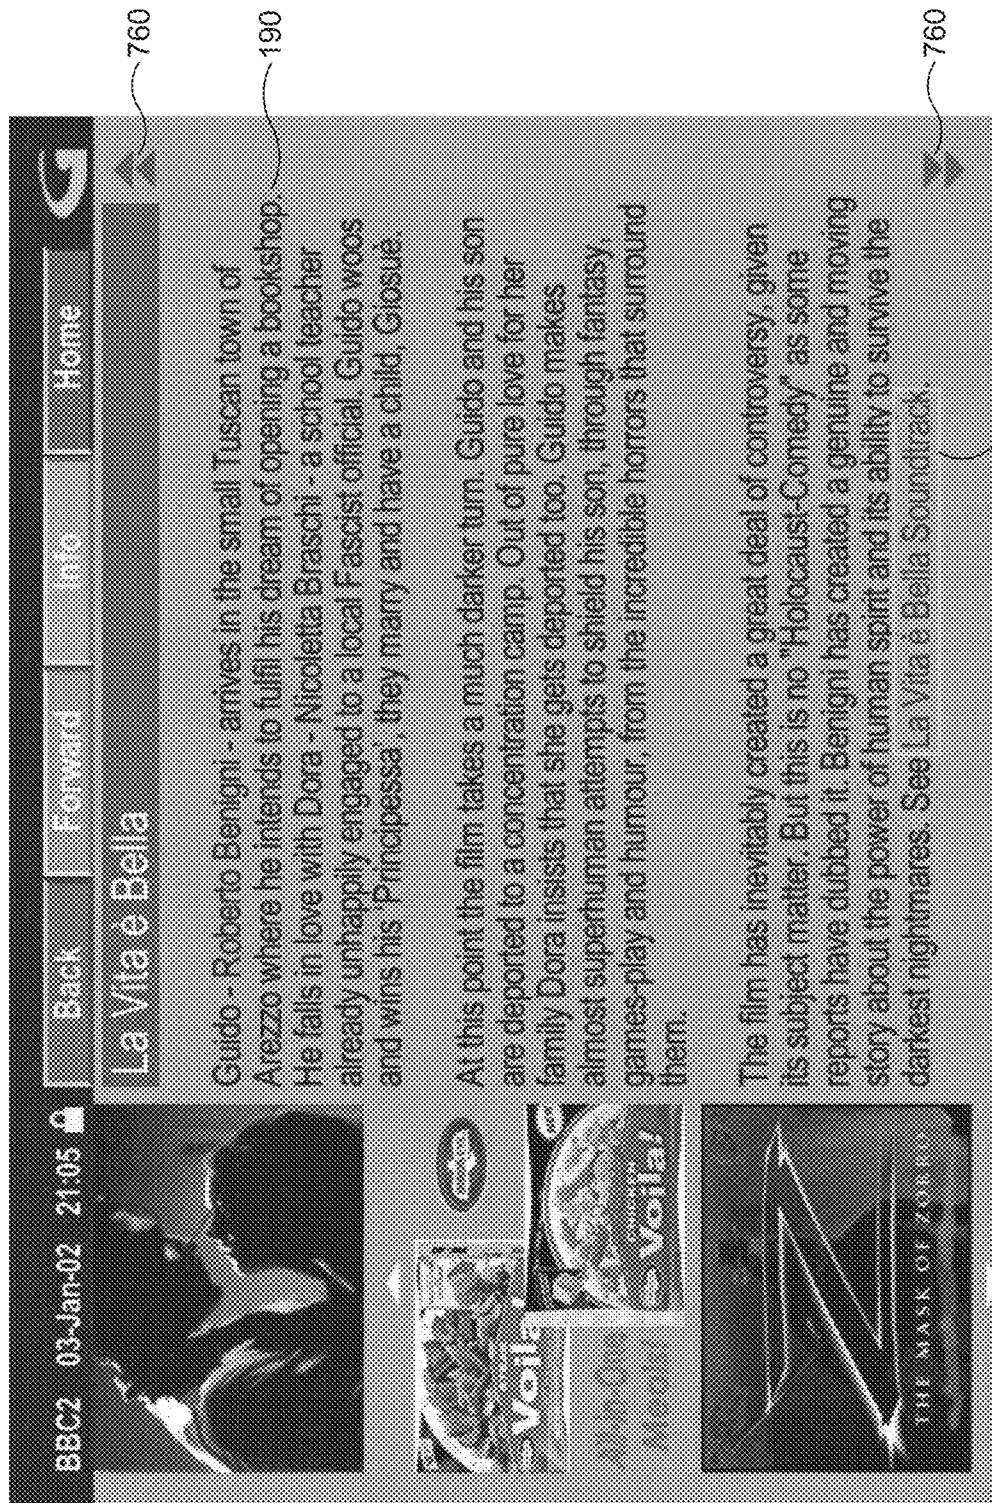 BBC2 03-Jan-02 21:05
Back Forward Info Home
La Vita e Bella
760
190
760
Guido - Roberto Benigni - arrives in the small Tuscan town of
Arezzo where he intends to fulfil his dream of opening a bookshop.
He falls in love with Dora - Nicoletta Braschi - a school teacher
already unhappily engaged to a local Fascist official. Guido woos
and wins his 'Principessa', they marry and have a child, Giosué.
At this point the film takes a much darker turn. Guido and his son
are deported to a concentration camp. Out of pure love for her
family Dora insists that she gets deported too. Guido makes
almost superhuman attempts to shield his son, through fantasy,
games-play and humour, from the incredible horrors that surround
them.
The film has inevitably created a great deal of controversy given
its subject matter. But this is no "Holocaust-Comedy" as some
reports have dubbed it. Benigni has created a genuine and moving
story about the power of human spirit and its ability to survive the
darkest nightmares. See La Vita é Bella Soundtrack.
Voila!
Voila!
THE MASK OF ZORRO